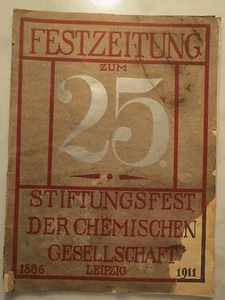 FESTZEITUNG
ZUM
25.
STIFTUNGSFEST
DER CHEMISCHEN
GESELLSCHAFT
1886 LEIPZIG 1911